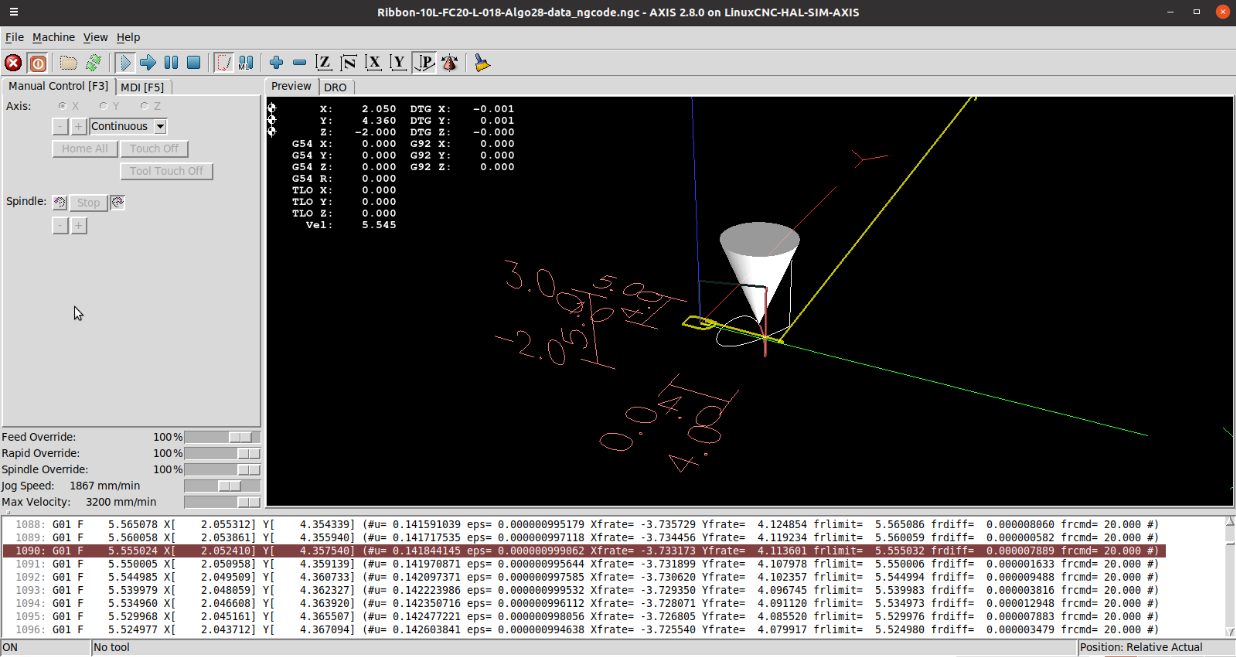 Ribbon-10L-FC20-L-018-Algo28-data_ngcode.ngc - AXIS 2.8.0 on LinuxCNC-HAL-SIM-AXIS
File Machine View Help
Manual Control [F3] MDI [F5] Preview DRO
Axis: X Y Z
- + Continuous
Home All Touch Off
Tool Touch Off
Spindle: Stop
- +
X: 2.050 DTG X: -0.001
Y: 4.360 DTG Y: 0.001
Z: -2.000 DTG Z: -0.000
G54 X: 0.000 G92 X: 0.000
G54 Y: 0.000 G92 Y: 0.000
G54 Z: 0.000 G92 Z: 0.000
G54 R: 0.000
TLO X: 0.000
TLO Y: 0.000
TLO Z: 0.000
Vel: 5.545
Y
Feed Override: 100%
Rapid Override: 100%
Spindle Override: 100%
Jog Speed: 1867 mm/min
Max Velocity: 3200 mm/min
1088: G01 F 5.565078 X[ 2.055312] Y[ 4.354339] (#u= 0.141591039 eps= 0.000000995179 Xfrate= -3.735729 Yfrate= 4.124854 frlimit= 5.565086 frdiff= 0.000008060 frcmd= 20.000 #)
1089: G01 F 5.560058 X[ 2.053861] Y[ 4.355940] (#u= 0.141717535 eps= 0.000000997118 Xfrate= -3.734456 Yfrate= 4.119234 frlimit= 5.560059 frdiff= 0.000000582 frcmd= 20.000 #)
1090: G01 F 5.555024 X[ 2.052410] Y[ 4.357540] (#u= 0.141844145 eps= 0.000000999062 Xfrate= -3.733173 Yfrate= 4.113601 frlimit= 5.555032 frdiff= 0.000007889 frcmd= 20.000 #)
1091: G01 F 5.550005 X[ 2.050958] Y[ 4.359139] (#u= 0.141970871 eps= 0.000000995644 Xfrate= -3.731899 Yfrate= 4.107978 frlimit= 5.550006 frdiff= 0.000001633 frcmd= 20.000 #)
1092: G01 F 5.544985 X[ 2.049509] Y[ 4.360733] (#u= 0.142097371 eps= 0.000000997585 Xfrate= -3.730620 Yfrate= 4.102357 frlimit= 5.544994 frdiff= 0.000009488 frcmd= 20.000 #)
1093: G01 F 5.539979 X[ 2.048059] Y[ 4.362327] (#u= 0.142223986 eps= 0.000000999532 Xfrate= -3.729350 Yfrate= 4.096745 frlimit= 5.539983 frdiff= 0.000003816 frcmd= 20.000 #)
1094: G01 F 5.534960 X[ 2.046608] Y[ 4.363920] (#u= 0.142350716 eps= 0.000000996112 Xfrate= -3.728071 Yfrate= 4.091120 frlimit= 5.534973 frdiff= 0.000012948 frcmd= 20.000 #)
1095: G01 F 5.529968 X[ 2.045161] Y[ 4.365507] (#u= 0.142477221 eps= 0.000000998056 Xfrate= -3.726805 Yfrate= 4.085520 frlimit= 5.529976 frdiff= 0.000007883 frcmd= 20.000 #)
1096: G01 F 5.524977 X[ 2.043712] Y[ 4.367094] (#u= 0.142603841 eps= 0.000000994638 Xfrate= -3.725540 Yfrate= 4.079917 frlimit= 5.524980 frdiff= 0.000003479 frcmd= 20.000 #)
ON No tool Position: Relative Actual